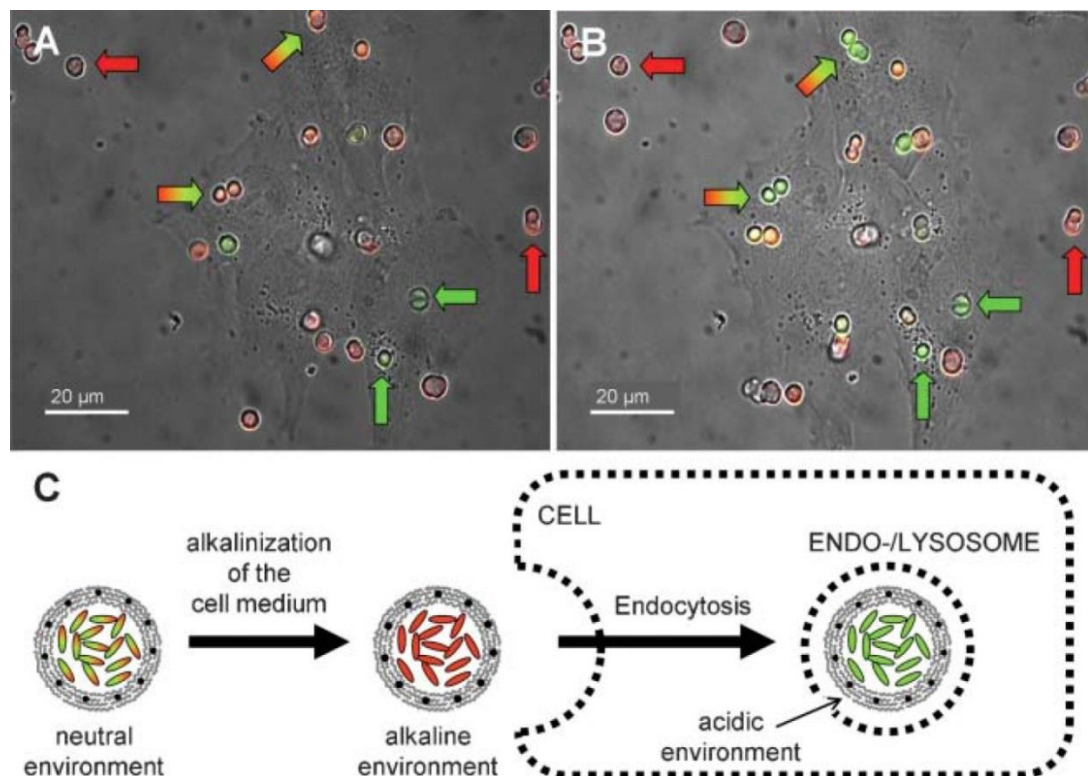 A
B
20 µm
20 µm
C
alkalinization
of the
cell medium
neutral
environment
alkaline
environment
CELL
Endocytosis
ENDO-/LYSOSOME
acidic
environment